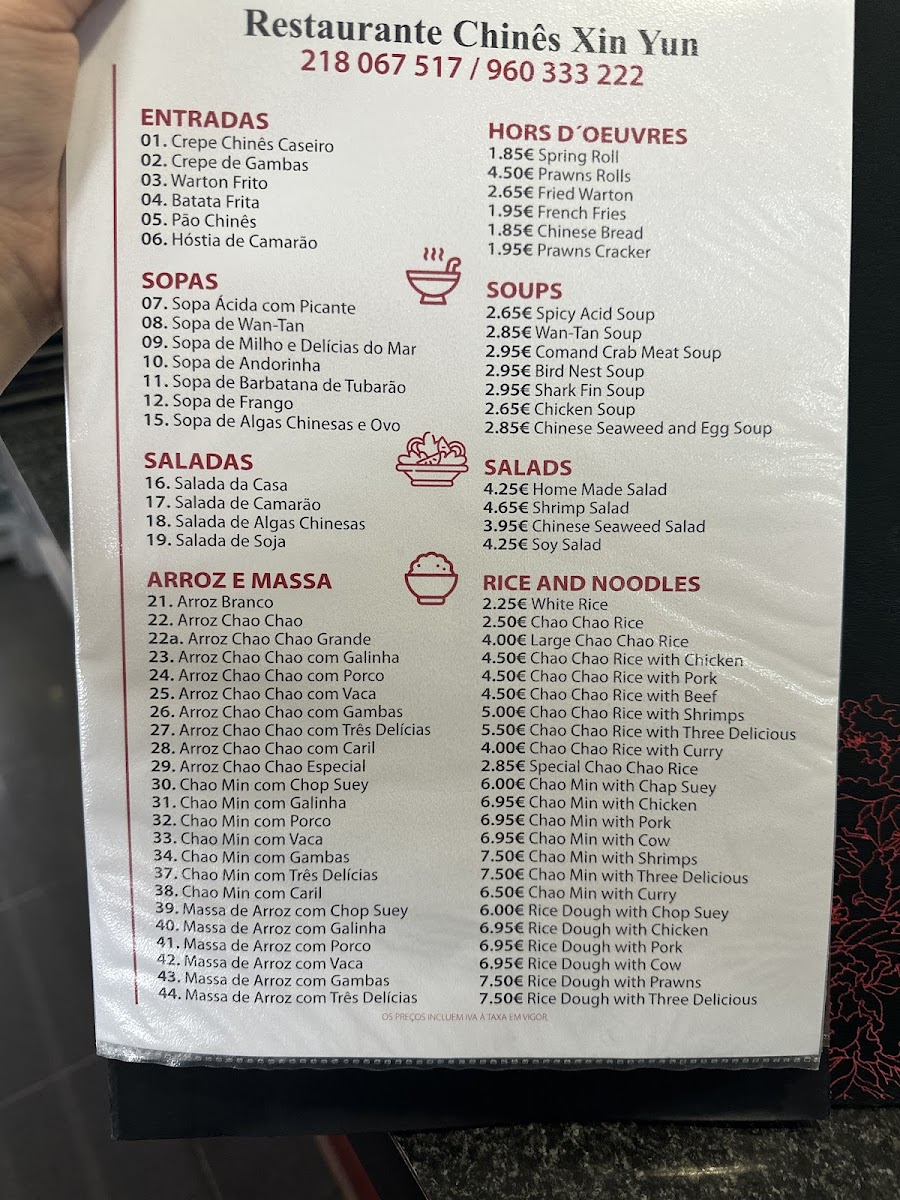 Restaurante Chinês Xin Yun
218 067 517 / 960 333 222
ENTRADAS
01. Crepe Chinês Caseiro
02. Crepe de Gambas
03. Warton Frito
04. Batata Frita
05. Pão Chinês
06. Hóstia de Camarão
HORS D´OEUVRES
1.85€ Spring Roll
4.50€ Prawns Rolls
2.65€ Fried Warton
1.95€ French Fries
1.85€ Chinese Bread
1.95€ Prawns Cracker
SOPAS
07. Sopa Ácida com Picante
08. Sopa de Wan-Tan
09. Sopa de Milho e Delícias do Mar
10. Sopa de Andorinha
11. Sopa de Barbatana de Tubarão
12. Sopa de Frango
15. Sopa de Algas Chinesas e Ovo
SOUPS
2.65€ Spicy Acid Soup
2.85€ Wan-Tan Soup
2.95€ Comand Crab Meat Soup
2.95€ Bird Nest Soup
2.95€ Shark Fin Soup
2.65€ Chicken Soup
2.85€ Chinese Seaweed and Egg Soup
SALADAS
16. Salada da Casa
17. Salada de Camarão
18. Salada de Algas Chinesas
19. Salada de Soja
SALADS
4.25€ Home Made Salad
4.65€ Shrimp Salad
3.95€ Chinese Seaweed Salad
4.25€ Soy Salad
ARROZ E MASSA
21. Arroz Branco
22. Arroz Chao Chao
22a. Arroz Chao Chao Grande
23. Arroz Chao Chao com Galinha
24. Arroz Chao Chao com Porco
25. Arroz Chao Chao com Vaca
26. Arroz Chao Chao com Gambas
27. Arroz Chao Chao com Três Delícias
28. Arroz Chao Chao com Caril
29. Arroz Chao Chao Especial
30. Chao Min com Chop Suey
31. Chao Min com Galinha
32. Chao Min com Porco
33. Chao Min com Vaca
34. Chao Min com Gambas
37. Chao Min com Três Delícias
38. Chao Min com Caril
39. Massa de Arroz com Chop Suey
40. Massa de Arroz com Galinha
41. Massa de Arroz com Porco
42. Massa de Arroz com Vaca
43. Massa de Arroz com Gambas
44. Massa de Arroz com Três Delícias
RICE AND NOODLES
2.25€ White Rice
2.50€ Chao Chao Rice
4.00€ Large Chao Chao Rice
4.50€ Chao Chao Rice with Chicken
4.50€ Chao Chao Rice with Pork
4.50€ Chao Chao Rice with Beef
5.00€ Chao Chao Rice with Shrimps
5.50€ Chao Chao Rice with Three Delicious
4.00€ Chao Chao Rice with Curry
2.85€ Special Chao Chao Rice
6.00€ Chao Min with Chap Suey
6.95€ Chao Min with Chicken
6.95€ Chao Min with Pork
6.95€ Chao Min with Cow
7.50€ Chao Min with Shrimps
7.50€ Chao Min with Three Delicious
6.50€ Chao Min with Curry
6.00€ Rice Dough with Chop Suey
6.95€ Rice Dough with Chicken
6.95€ Rice Dough with Pork
6.95€ Rice Dough with Cow
7.50€ Rice Dough with Prawns
7.50€ Rice Dough with Three Delicious
OS PREÇOS INCLUEM IVA À TAXA EM VIGOR